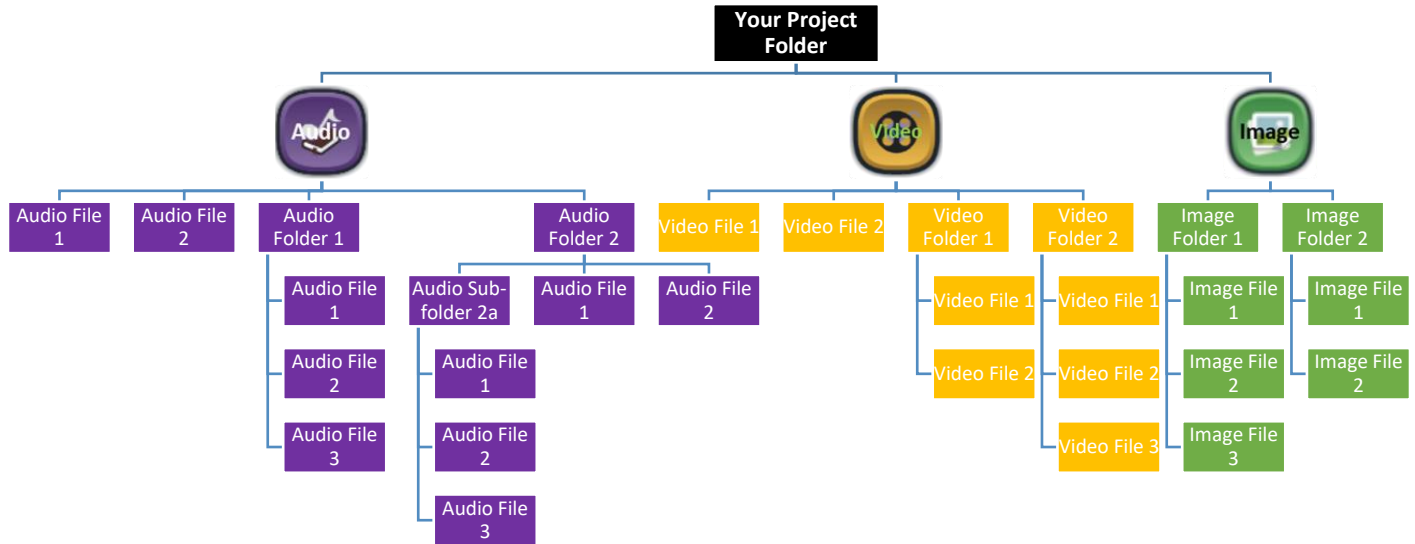 Your Project
Folder
Audio
Video
Image
Audio File
1
Audio File
2
Audio
Folder 1
Audio
Folder 2
Video File 1
Video File 2
Video
Folder 1
Video
Folder 2
Image
Folder 1
Image
Folder 2
Audio File
1
Audio Sub-
folder 2a
Audio File
1
Audio File
2
Video File 1
Video File 1
Image File
1
Image File
1
Audio File
2
Audio File
1
Video File 2
Video File 2
Image File
2
Image File
2
Audio File
3
Audio File
2
Video File 3
Image File
3
Audio File
3